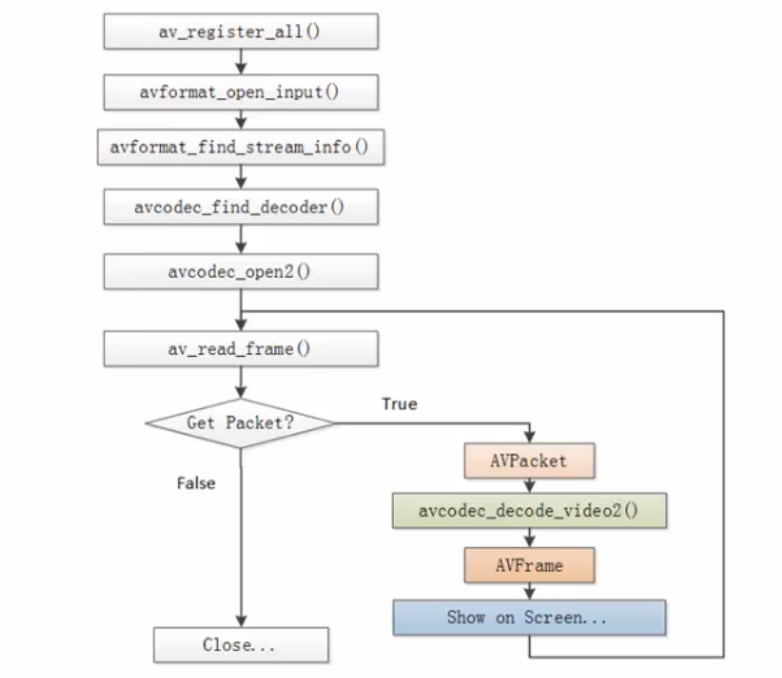 av_register_all()
avformat_open_input()
avformat_find_stream_info()
avcodec_find_decoder()
avcodec_open2()
av_read_frame()
Get Packet?
True
False
AVPacket
avcodec_decode_video2()
AVFrame
Show on Screen...
Close...